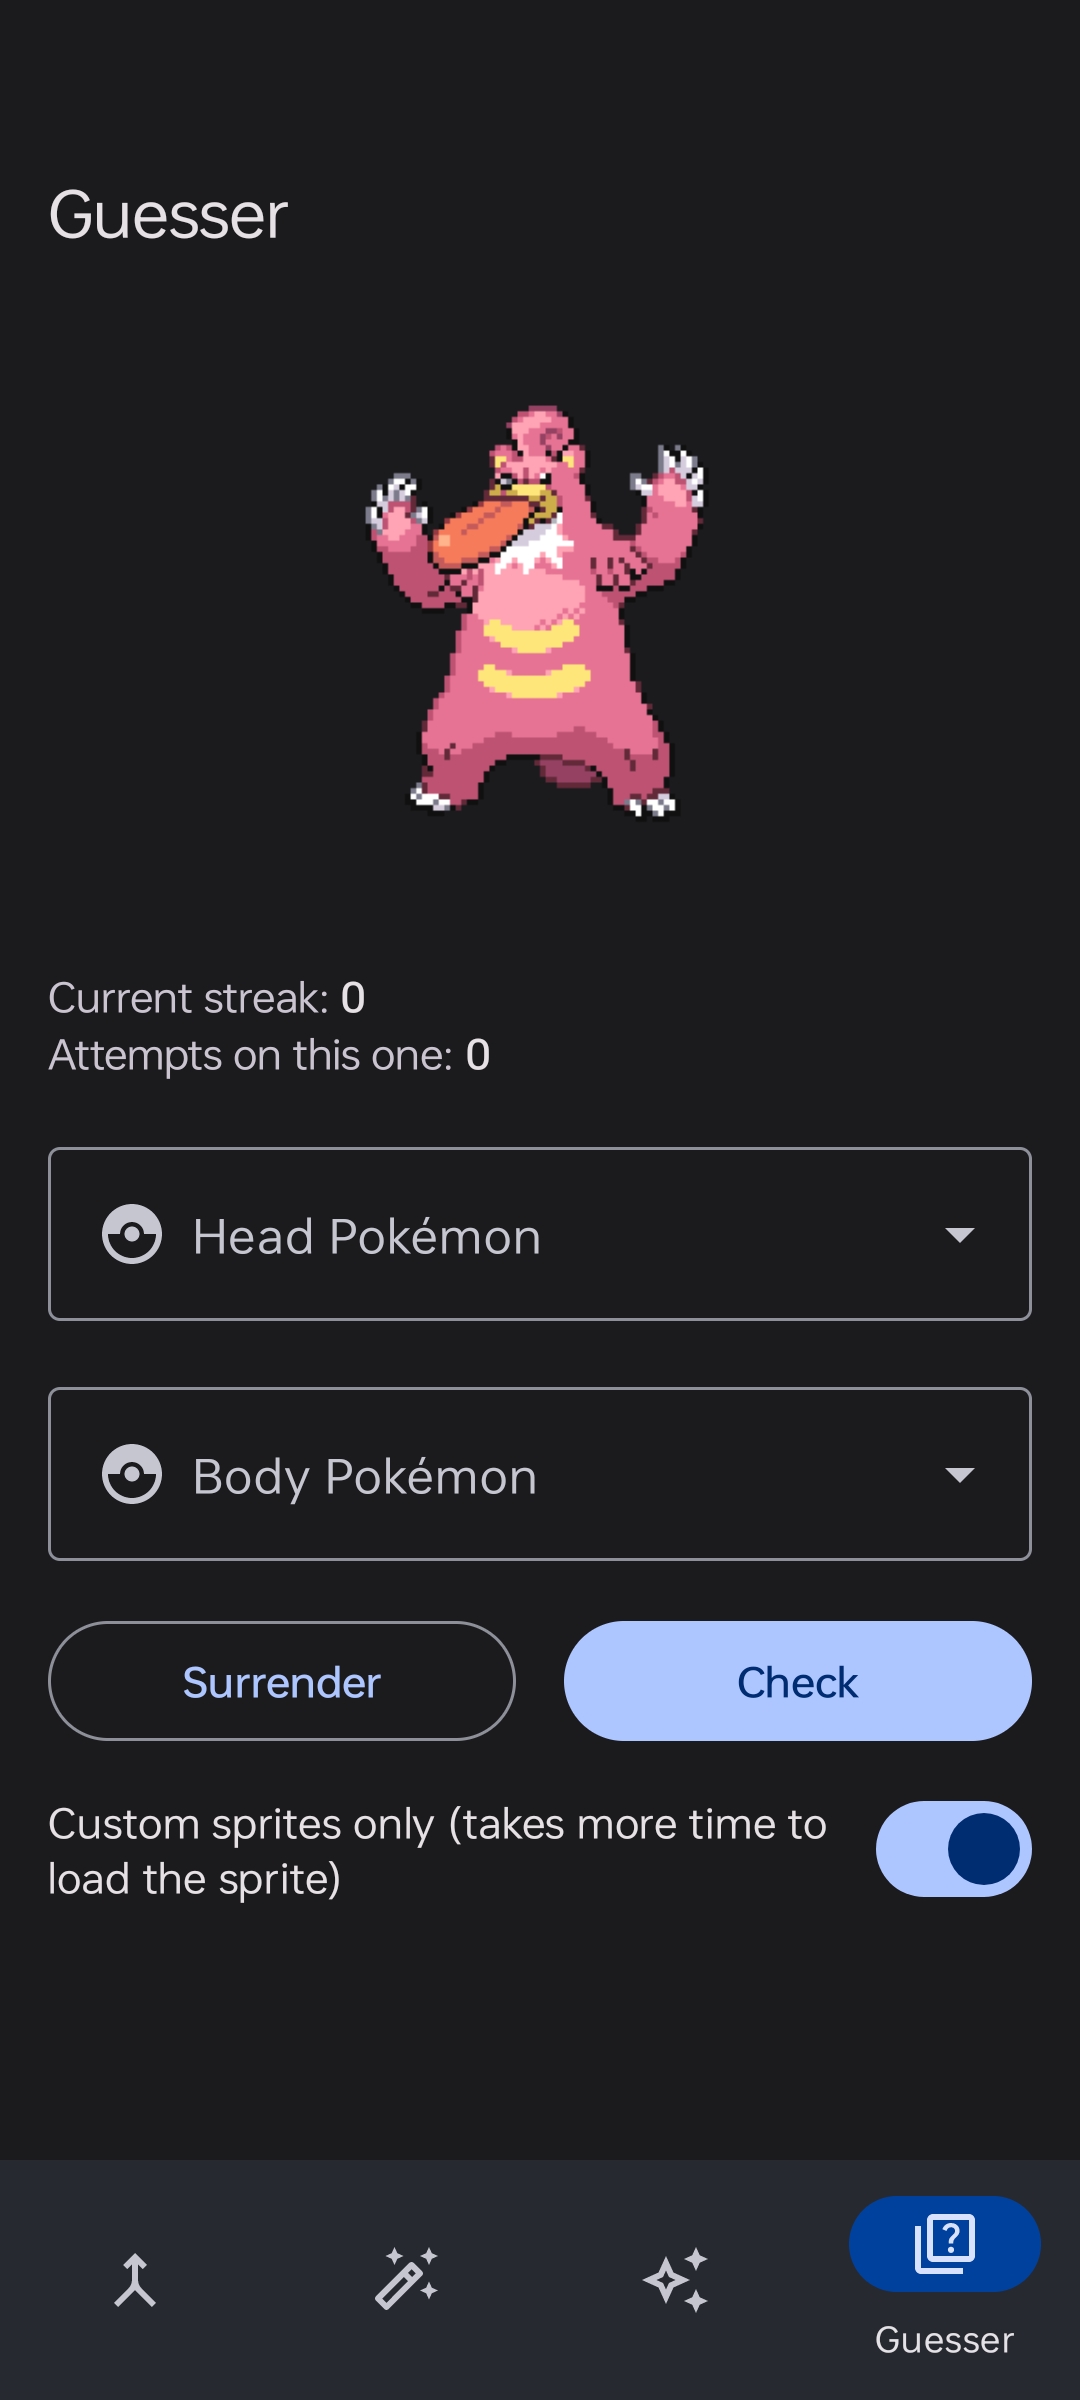 Guesser
Current streak: 0
Attempts on this one: 0
Head Pokémon
Body Pokémon
Surrender
Check
Custom sprites only (takes more time to
load the sprite)
Guesser